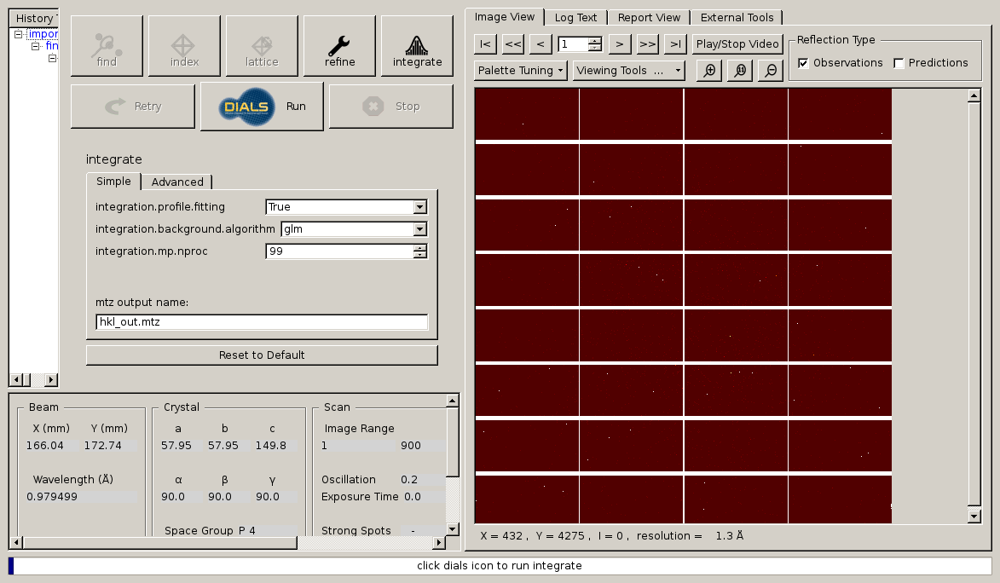 History
impor
fin
find
index
lattice
refine
integrate
Retry
DIALS
Run
Stop
integrate
Simple
Advanced
integration.profile.fitting
True
integration.background.algorithm
glm
integration.mp.nproc
99
mtz output name:
hkl_out.mtz
Reset to Default
Beam
X (mm) Y (mm)
166.04 172.74
Wavelength (Å)
0.979499
Crystal
a b c
57.95 57.95 149.8
α β γ
90.0 90.0 90.0
Space Group P 4
Scan
Image Range
1 900
Oscillation 0.2
Exposure Time 0.0
Strong Spots -
Image View
Log Text
Report View
External Tools
I<
<<
<
1
>
>>
>I
Play/Stop Video
Reflection Type
Observations
Predictions
Palette Tuning
Viewing Tools ...
X = 432 , Y = 4275 , I = 0 , resolution = 1.3 Å
click dials icon to run integrate